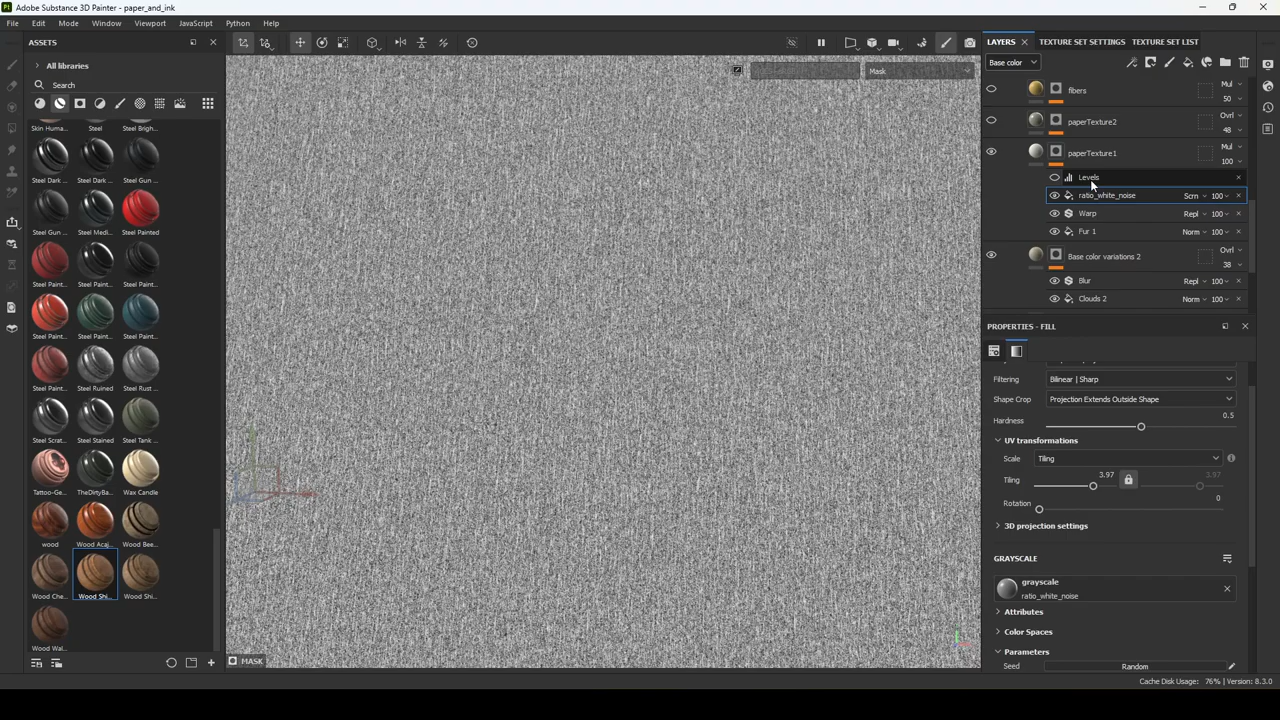 Adobe Substance 3D Painter - paper_and_ink
File Edit Mode Window Viewport JavaScript Python Help
ASSETS
All libraries
Search
Skin Huma... Steel Steel Brigh...
Steel Dark ... Steel Dark ... Steel Dark ...
Steel Gun ... Steel Medi... Steel Painted
Steel Paint... Steel Paint... Steel Paint...
Steel Paint... Steel Paint... Steel Paint...
Steel Paint... Steel Ruined Steel Rust ...
Steel Scrat... Steel Stained Steel Tank ...
Tattoo-Ge... TheDirtyBa... Wax Candle
wood Wood Acaj... Wood Bee...
Wood Che... Wood Shi... Wood Shi...
Wood Wal...
Mask
MASK
LAYERS TEXTURE SET SETTINGS TEXTURE SET LIST
Base color
fibers Mul 50
paperTexture2 Ovrl 48
paperTexture1 Mul 100
Levels
ratio_white_noise Scrn 100
Warp Repl 100
Fur 1 Norm 100
Base color variations 2 Ovrl 38
Blur Repl 100
Clouds 2 Norm 100
PROPERTIES - FILL
Filtering Bilinear | Sharp
Shape Crop Projection Extends Outside Shape
Hardness 0.5
UV transformations
Scale Tiling
Tiling 3.97 3.97
Rotation 0
3D projection settings
GRAYSCALE
grayscale
ratio_white_noise
Attributes
Color Spaces
Parameters
Seed Random
Cache Disk Usage: 76% | Version: 8.3.0